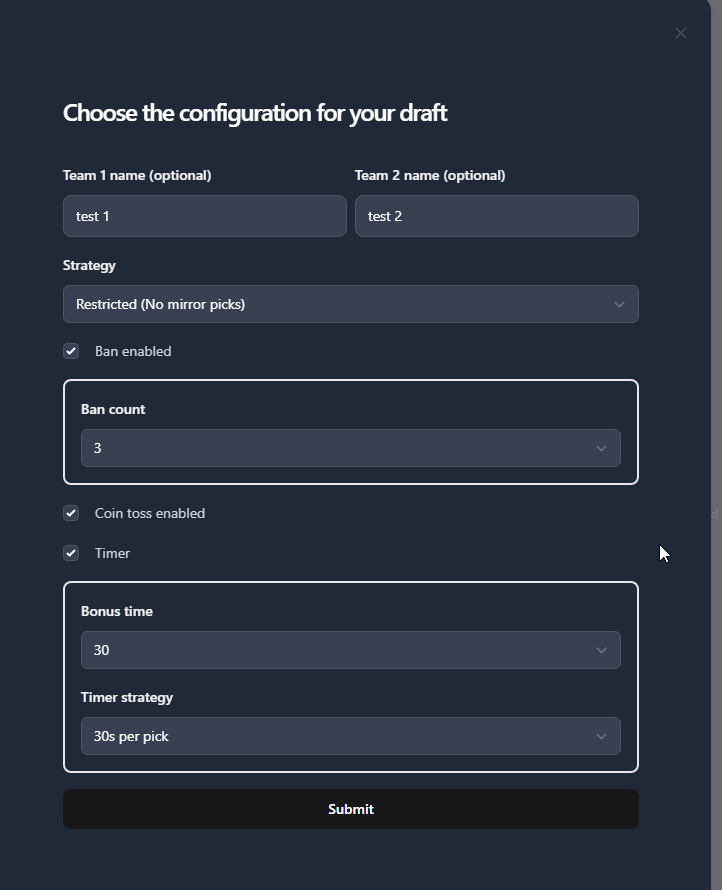 Choose the configuration for your draft
Team 1 name (optional)
Team 2 name (optional)
test 1
test 2
Strategy
Restricted (No mirror picks)
Ban enabled
Ban count
3
Coin toss enabled
Timer
Bonus time
30
Timer strategy
30s per pick
Submit